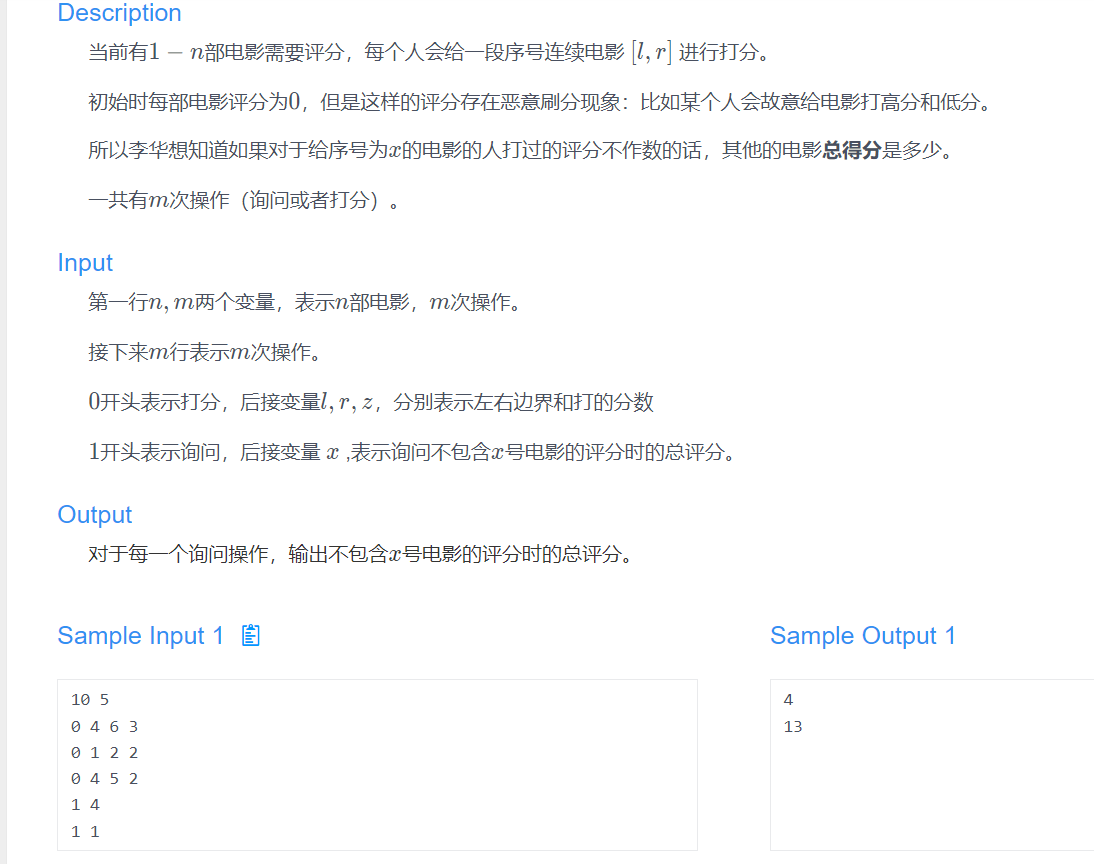 Description
当前有1 − n部电影需要评分，每个人会给一段序号连续电影 [l, r] 进行打分。
初始时每部电影评分为0，但是这样的评分存在恶意刷分现象：比如某个人会故意给电影打高分和低分。
所以李华想知道如果对于给序号为x的电影的人打过的评分不作数的话，其他的电影总得分是多少。
一共有m次操作（询问或者打分）。
Input
第一行n, m两个变量，表示n部电影，m次操作。
接下来m行表示m次操作。
0开头表示打分，后接变量l, r, z，分别表示左右边界和打的分数
1开头表示询问，后接变量 x ,表示询问不包含x号电影的评分时的总评分。
Output
对于每一个询问操作，输出不包含x号电影的评分时的总评分。
Sample Input 1
10 5
0 4 6 3
0 1 2 2
0 4 5 2
1 4
1 1
Sample Output 1
4
13